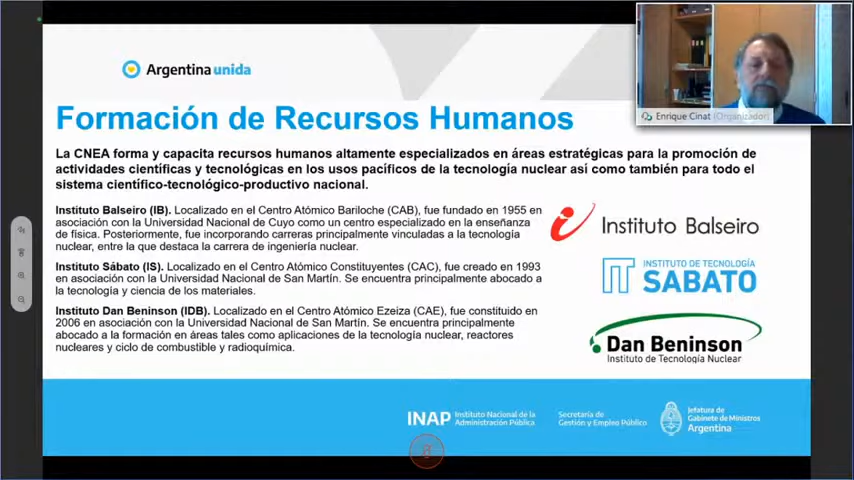 Argentina unida
Enrique Cinat (Organizador)
Formación de Recursos Humanos
La CNEA forma y capacita recursos humanos altamente especializados en áreas estratégicas para la promoción de
actividades científicas y tecnológicas en los usos pacíficos de la tecnología nuclear así como también para todo el
sistema científico-tecnológico-productivo nacional.
Instituto Balseiro (IB). Localizado en el Centro Atómico Bariloche (CAB), fue fundado en 1955 en
asociación con la Universidad Nacional de Cuyo como un centro especializado en la enseñanza
de física. Posteriormente, fue incorporando carreras principalmente vinculadas a la tecnología
nuclear, entre la que destaca la carrera de ingeniería nuclear.
Instituto Balseiro
Instituto Sábato (IS). Localizado en el Centro Atómico Constituyentes (CAC), fue creado en 1993
en asociación con la Universidad Nacional de San Martín. Se encuentra principalmente abocado a
la tecnología y ciencia de los materiales.
INSTITUTO DE TECNOLOGÍA
SABATO
Instituto Dan Beninson (IDB). Localizado en el Centro Atómico Ezeiza (CAE), fue constituido en
2006 en asociación con la Universidad Nacional de San Martín. Se encuentra principalmente
abocado a la formación en áreas tales como aplicaciones de la tecnología nuclear, reactores
nucleares y ciclo de combustible y radioquímica.
Dan Beninson
Instituto de Tecnología Nuclear
INAP
Instituto Nacional de la
Administración Pública
Secretaría de
Gestión y Empleo Público
Jefatura de
Gabinete de Ministros
Argentina